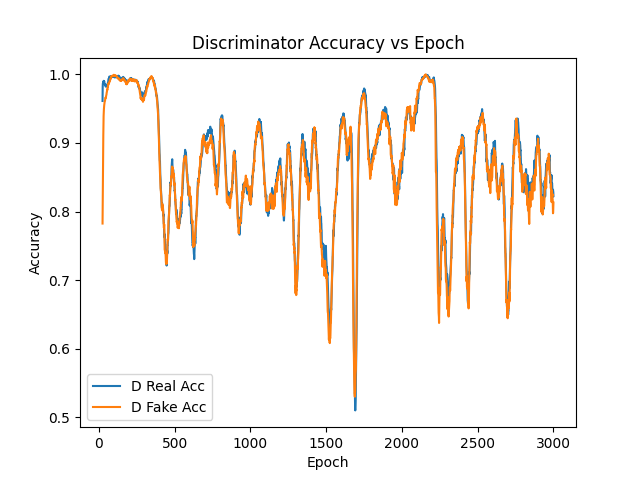 Discriminator Accuracy vs Epoch
1.0
0.9
0.8
0.7
0.6
0.5
Accuracy
D Real Acc
D Fake Acc
0
500
1000
1500
2000
2500
3000
Epoch